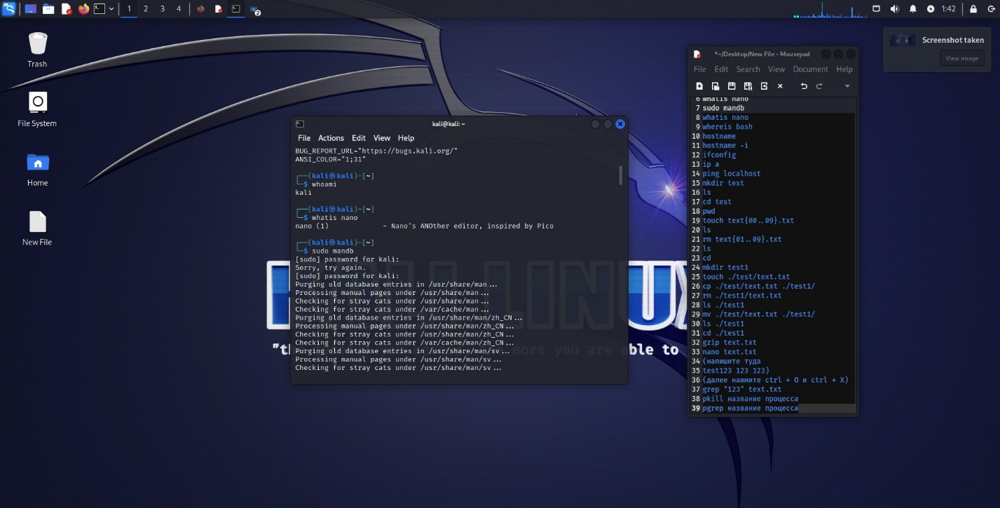 1 2 3 4
2
1:42
Trash
File System
Home
New File
Screenshot taken
View image
kali@kali: ~
File Actions Edit View Help
BUG_REPORT_URL="https://bugs.kali.org/"
ANSI_COLOR="1;31"
┌──(kali㉿kali)-[~]
└─$ whoami
kali
┌──(kali㉿kali)-[~]
└─$ whatis nano
nano (1)             - Nano's ANOther editor, inspired by Pico
┌──(kali㉿kali)-[~]
└─$ sudo mandb
[sudo] password for kali:
Sorry, try again.
[sudo] password for kali:
Purging old database entries in /usr/share/man...
Processing manual pages under /usr/share/man...
Checking for stray cats under /usr/share/man...
Checking for stray cats under /var/cache/man...
Purging old database entries in /usr/share/man/zh_CN...
Processing manual pages under /usr/share/man/zh_CN...
Checking for stray cats under /usr/share/man/zh_CN...
Checking for stray cats under /var/cache/man/zh_CN...
Purging old database entries in /usr/share/man/sv...
Processing manual pages under /usr/share/man/sv...
Checking for stray cats under /usr/share/man/sv...
LINUX
more you are able to
*~/Desktop/New File - Mousepad
File Edit Search View Document Help
6 whatis nano
7 sudo mandb
8 whatis nano
9 whereis bash
10 hostname
11 hostname -i
12 ifconfig
13 ip a
14 ping localhost
15 mkdir test
16 ls
17 cd test
18 pwd
19 touch text{00..09}.txt
20 ls
21 rm text{01..09}.txt
22 ls
23 cd
24 mkdir test1
25 touch ./test/text.txt
26 cp ./test/text.txt ./test1/
27 rm ./test1/text.txt
28 ls ./test1
29 mv ./test/text.txt ./test1/
30 ls ./test1
31 cd ./test1
32 gzip text.txt
33 nano text.txt
34 (напишите туда
35 test123 123 123)
36 (далее нажмите ctrl + O и ctrl + X)
37 grep "123" text.txt
38 pkill название процесса
39 pgrep название процесса